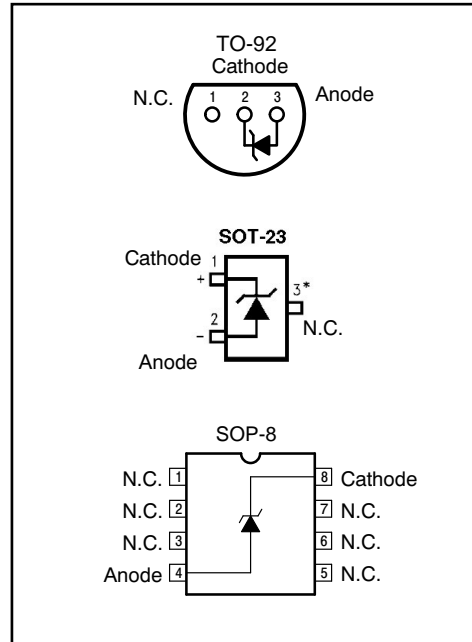 TO-92
Cathode
N.C. 1 2 3 Anode
SOT-23
Cathode 1
+ 3*
2 N.C.
-
Anode
SOP-8
N.C. 1 8 Cathode
N.C. 2 7 N.C.
N.C. 3 6 N.C.
Anode 4 5 N.C.